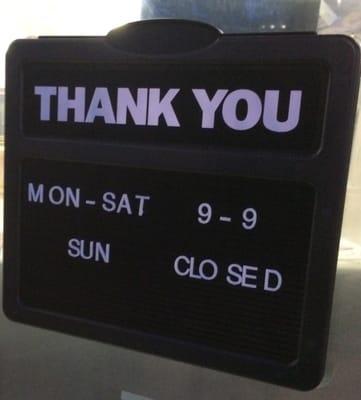 THANK YOU
MON-SAT 9-9
SUN CLOSED